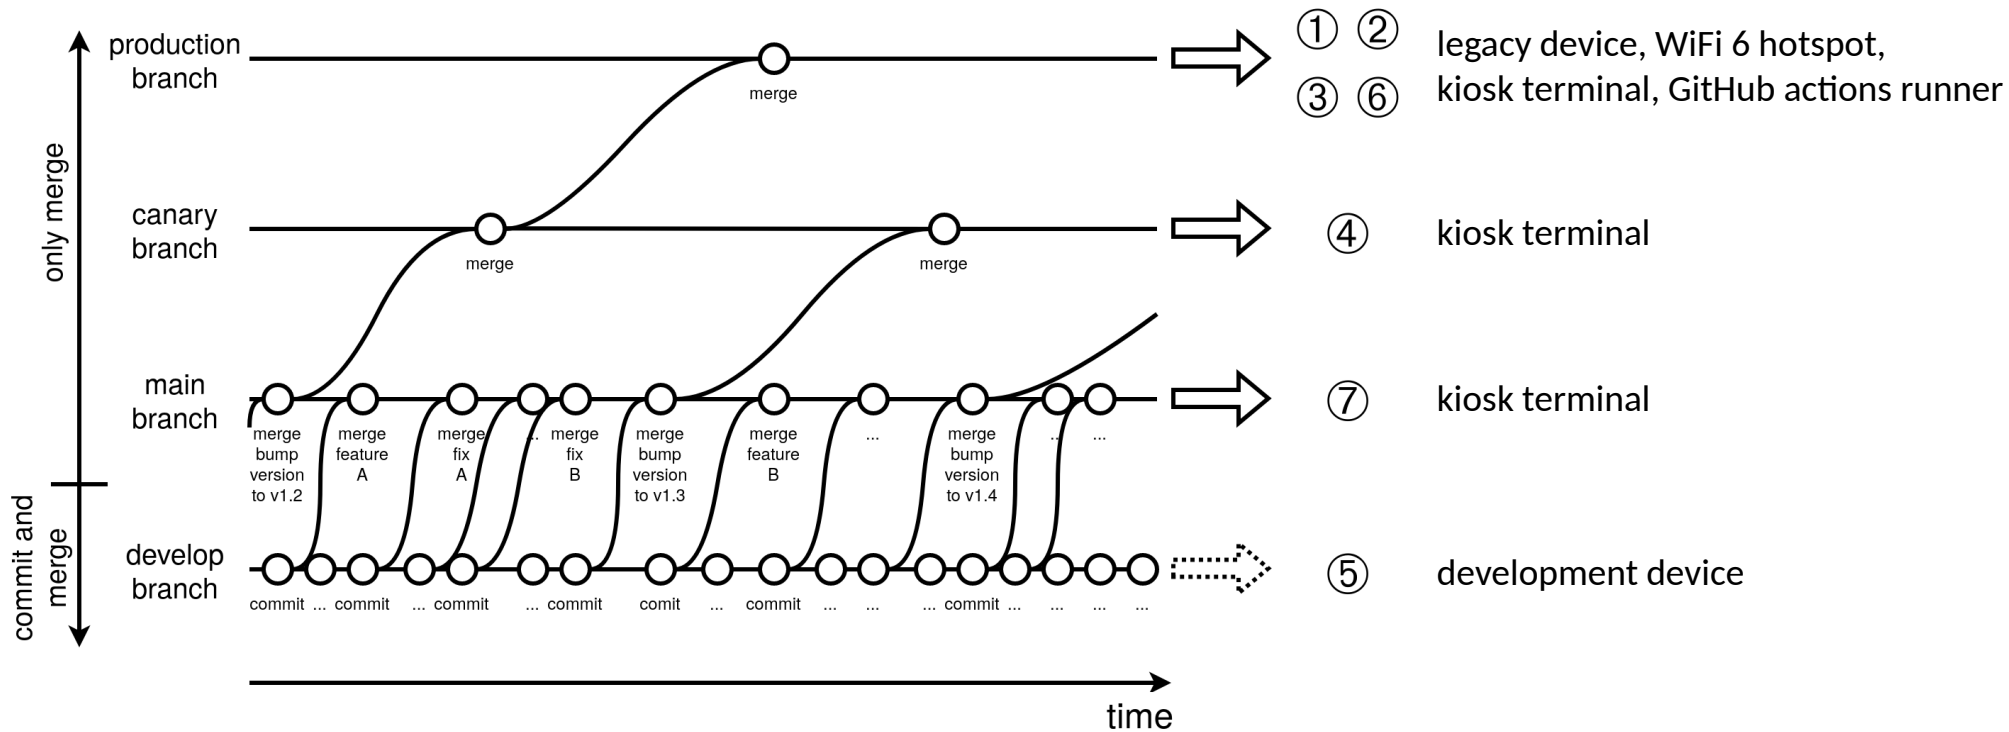 production
branch
merge
① ②
③ ⑥
legacy device, WiFi 6 hotspot,
kiosk terminal, GitHub actions runner
only merge
canary
branch
merge
merge
④
kiosk terminal
main
branch
merge
bump
version
to v1.2
merge
feature
A
merge
fix
A
...
merge
fix
B
merge
bump
version
to v1.3
merge
feature
B
...
merge
bump
version
to v1.4
...
...
⑦
kiosk terminal
commit and
merge
develop
branch
commit ... commit ... commit ... commit comit ... commit ... ... ... commit ... ... ... ...
⑤
development device
time